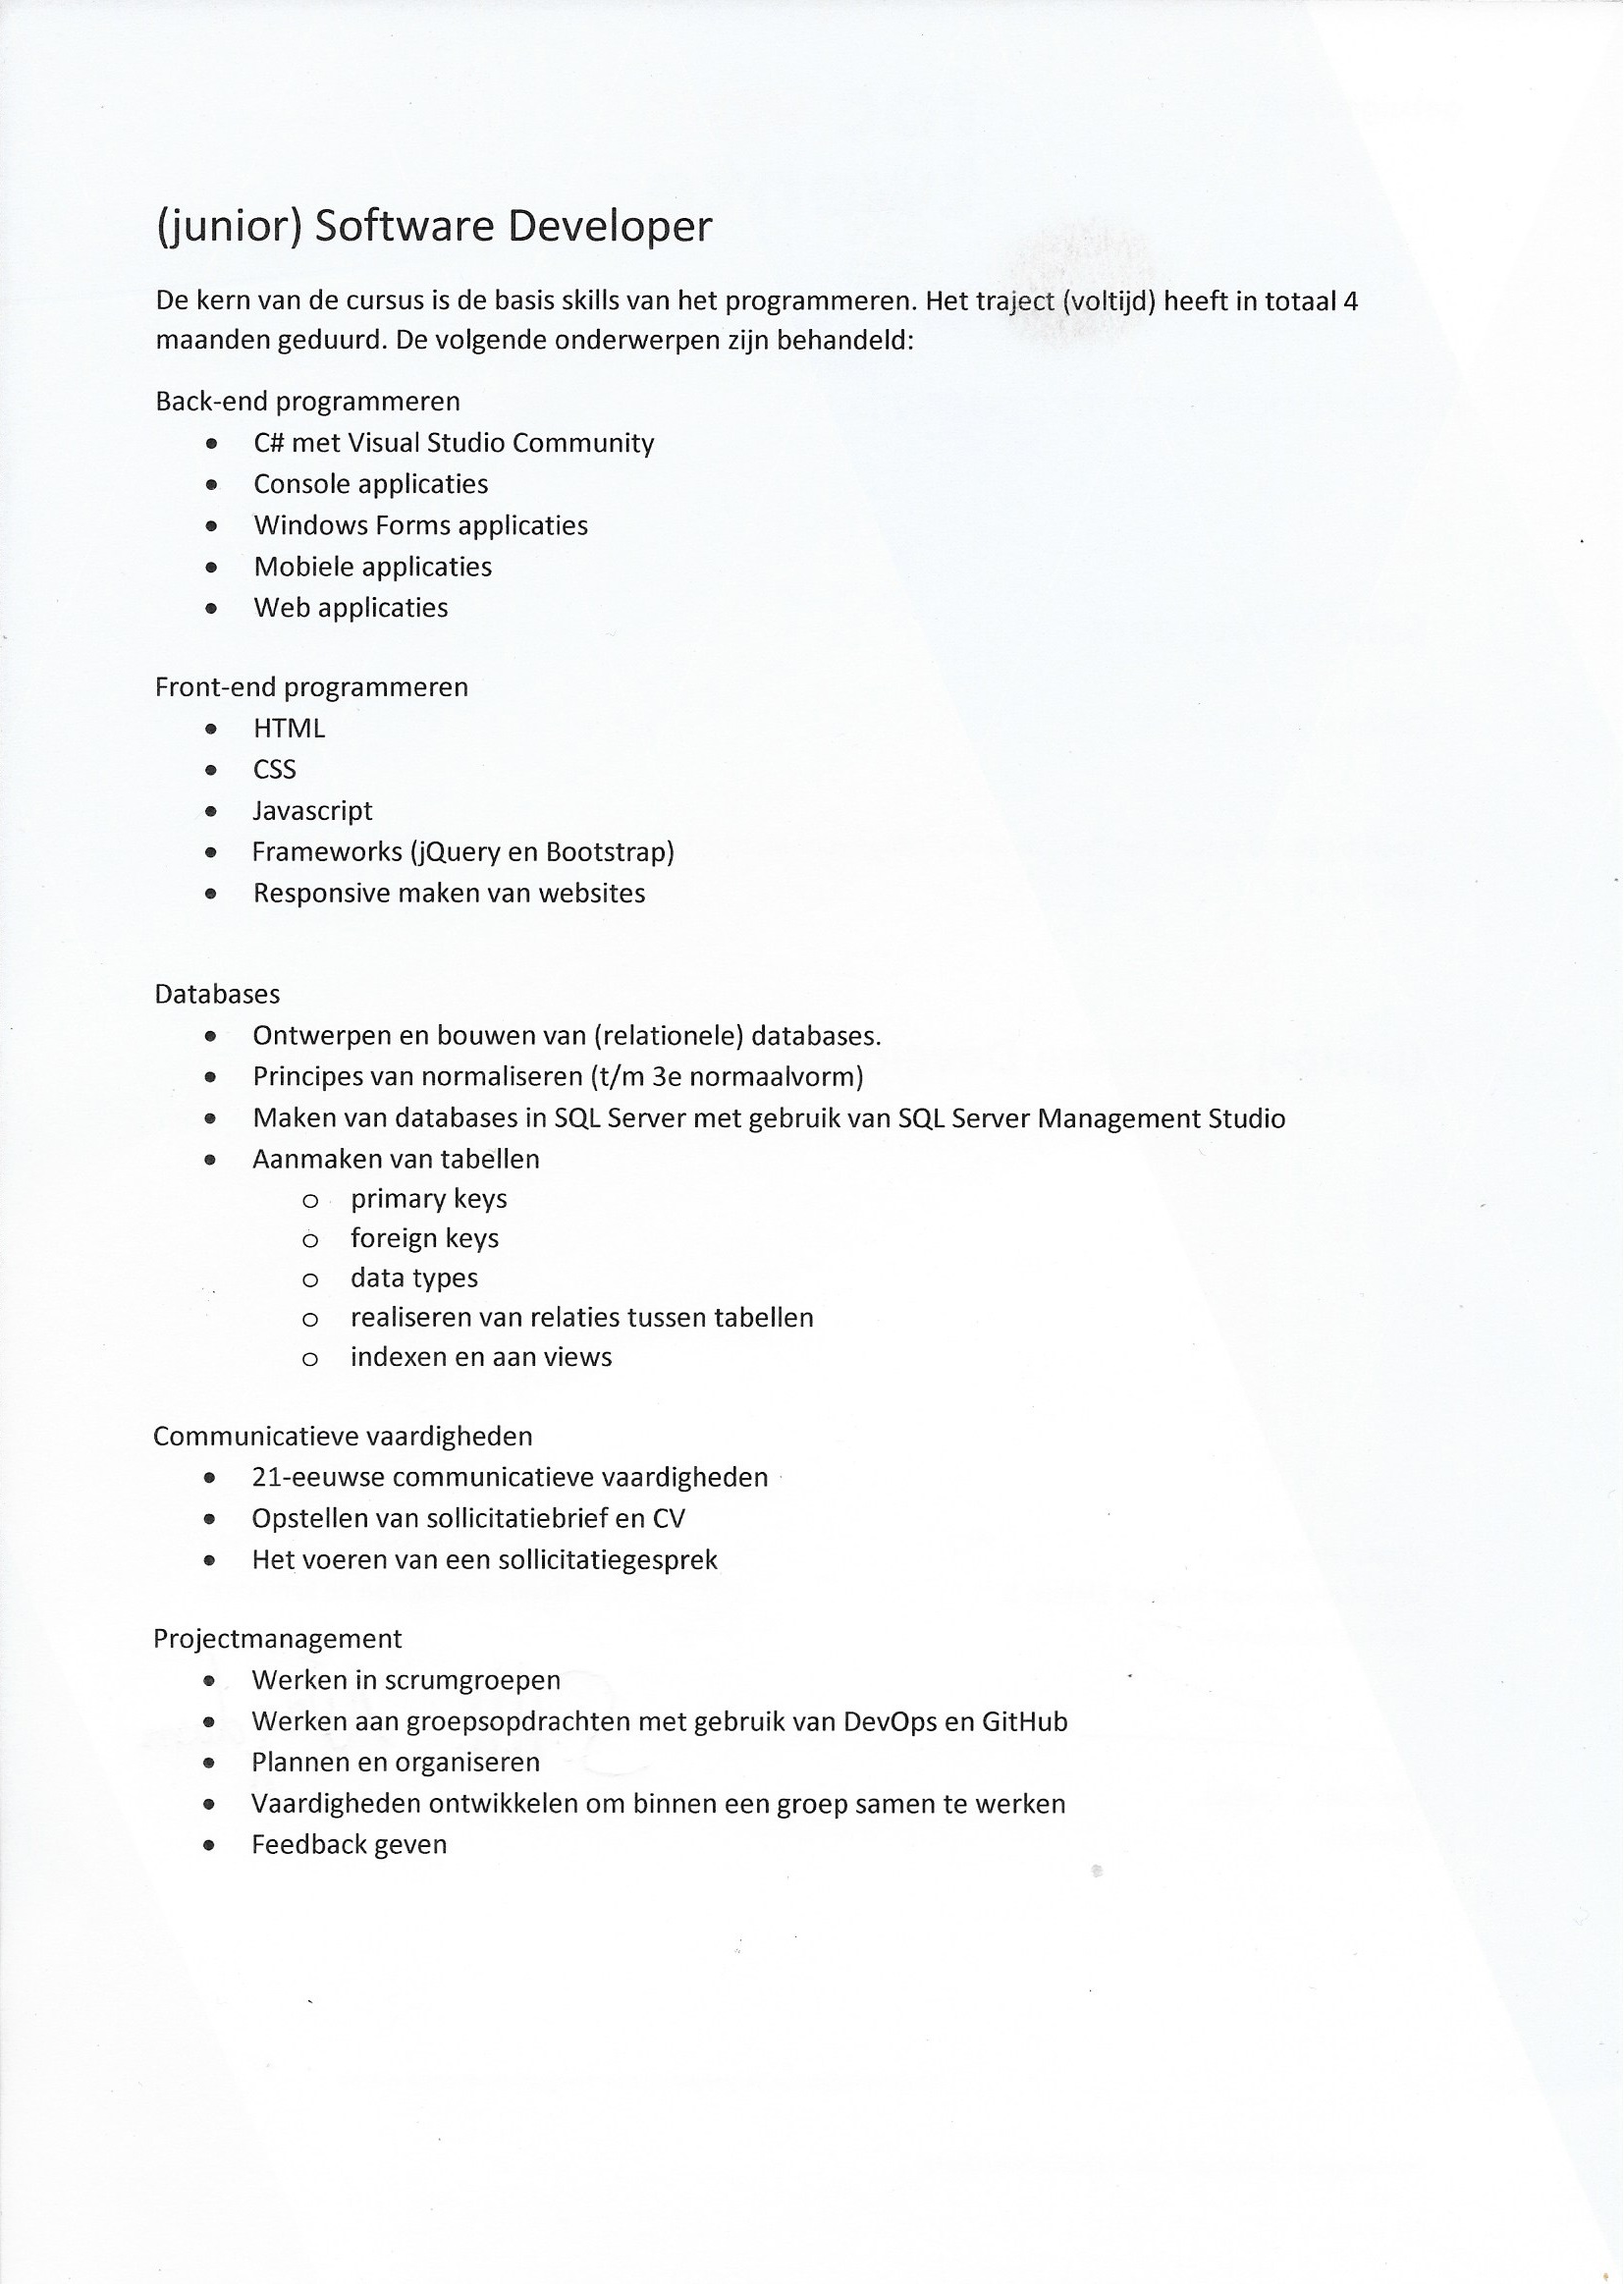 (junior) Software Developer
De kern van de cursus is de basis skills van het programmeren. Het traject (voltijd) heeft in totaal 4
maanden geduurd. De volgende onderwerpen zijn behandeld:
Back-end programmeren
• C# met Visual Studio Community
• Console applicaties
• Windows Forms applicaties
• Mobiele applicaties
• Web applicaties
Front-end programmeren
• HTML
• CSS
• Javascript
• Frameworks (jQuery en Bootstrap)
• Responsive maken van websites
Databases
• Ontwerpen en bouwen van (relationele) databases.
• Principes van normaliseren (t/m 3e normaalvorm)
• Maken van databases in SQL Server met gebruik van SQL Server Management Studio
• Aanmaken van tabellen
o primary keys
o foreign keys
o data types
o realiseren van relaties tussen tabellen
o indexen en aan views
Communicatieve vaardigheden
• 21-eeuwse communicatieve vaardigheden
• Opstellen van sollicitatiebrief en CV
• Het voeren van een sollicitatiegesprek
Projectmanagement
• Werken in scrumgroepen
• Werken aan groepsopdrachten met gebruik van DevOps en GitHub
• Plannen en organiseren
• Vaardigheden ontwikkelen om binnen een groep samen te werken
• Feedback geven